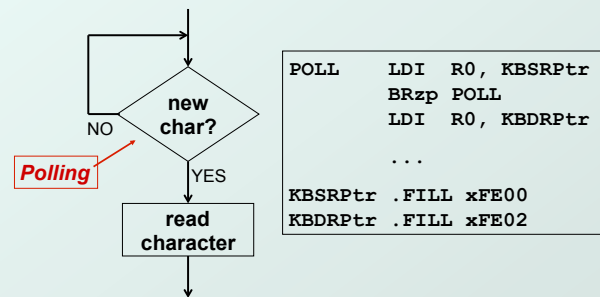 new
char?
NO
Polling
YES
read
character
POLL LDI R0, KBSRPtr
BRzp POLL
LDI R0, KBDRPtr
...
KBSRPtr .FILL xFE00
KBDRPtr .FILL xFE02